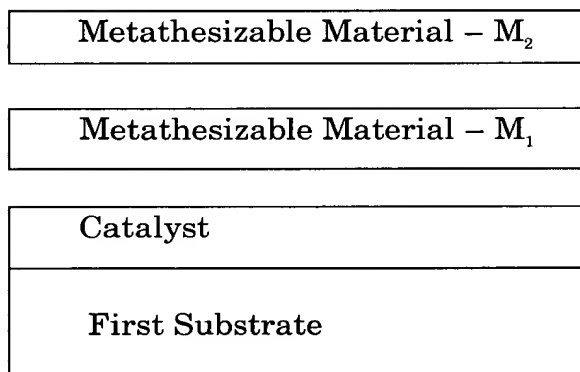 Metathesizable Material – M₂
Metathesizable Material – M₁
Catalyst
First Substrate